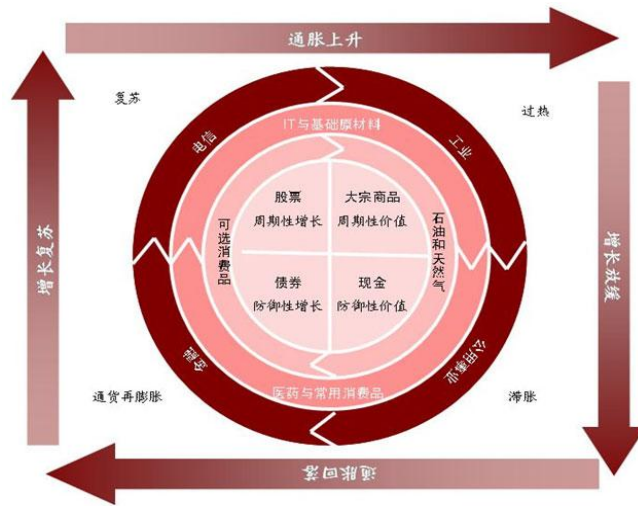 通胀上升
复苏
过热
电信
IT与基础原材料
工业
股票
周期性增长
大宗商品
周期性价值
可选消费品
石油和天然气
增长复苏
增长放缓
债券
防御性增长
现金
防御性价值
金融
医药与常用消费品
公用事业
通货再膨胀
滞胀
通胀回落